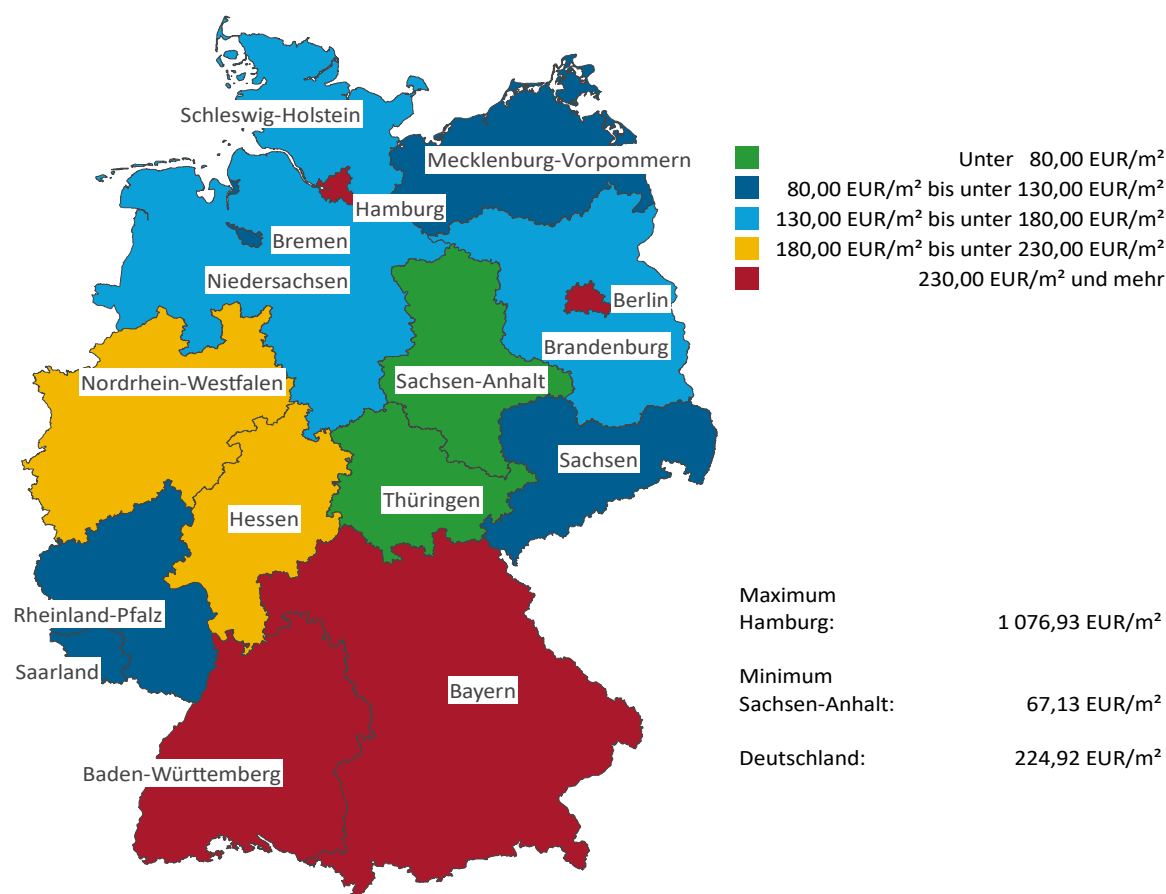 Schleswig-Holstein
Mecklenburg-Vorpommern
Hamburg
Bremen
Niedersachsen
Berlin
Brandenburg
Nordrhein-Westfalen
Sachsen-Anhalt
Sachsen
Thüringen
Hessen
Rheinland-Pfalz
Saarland
Bayern
Baden-Württemberg
Unter 80,00 EUR/m²
80,00 EUR/m² bis unter 130,00 EUR/m²
130,00 EUR/m² bis unter 180,00 EUR/m²
180,00 EUR/m² bis unter 230,00 EUR/m²
230,00 EUR/m² und mehr
Maximum
Hamburg: 1 076,93 EUR/m²
Minimum
Sachsen-Anhalt: 67,13 EUR/m²
Deutschland: 224,92 EUR/m²